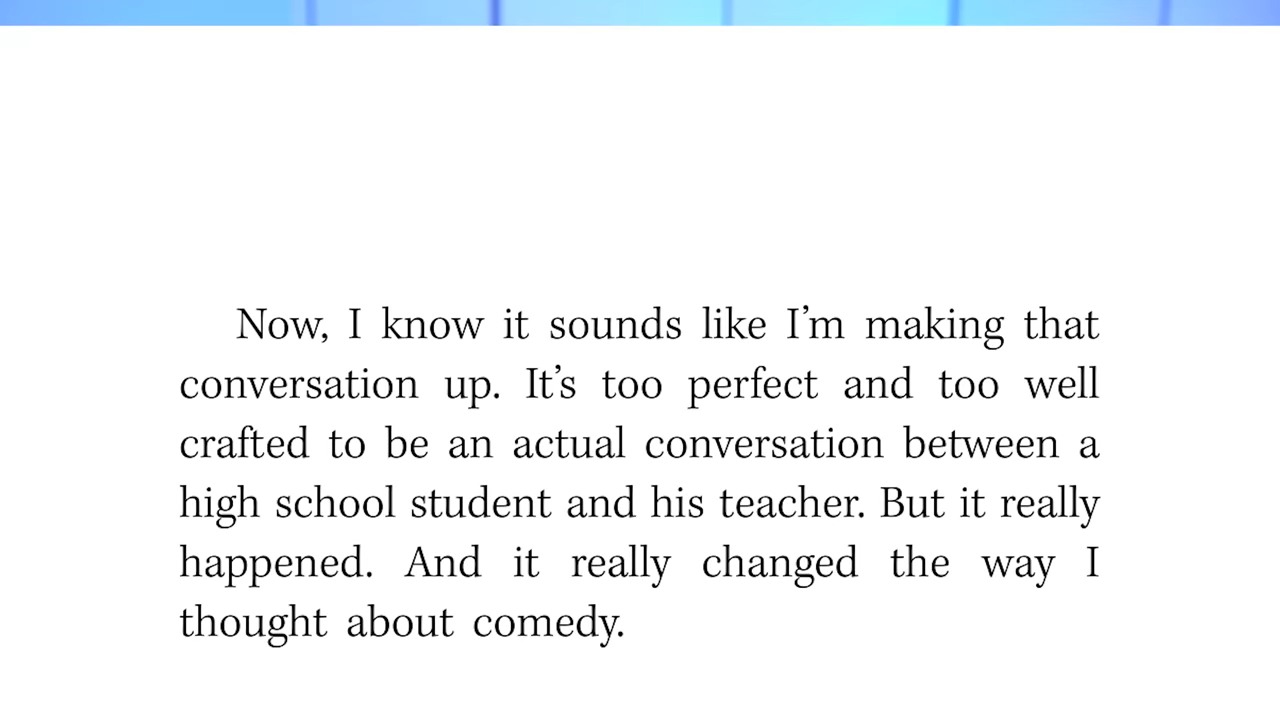 Now, I know it sounds like I’m making that
conversation up. It’s too perfect and too well
crafted to be an actual conversation between a
high school student and his teacher. But it really
happened. And it really changed the way I
thought about comedy.